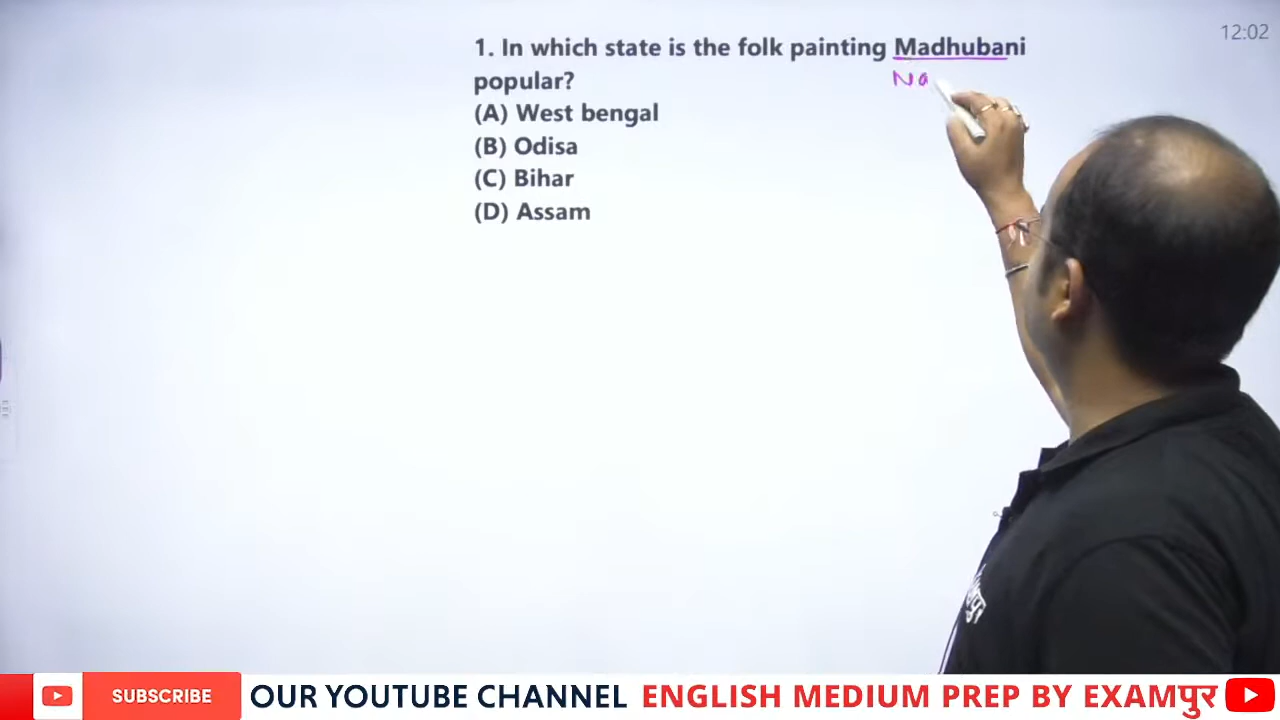 12:02
1. In which state is the folk painting Madhubani
popular?
Na
(A) West bengal
(B) Odisa
(C) Bihar
(D) Assam
SUBSCRIBE
OUR YOUTUBE CHANNEL ENGLISH MEDIUM PREP BY EXAMपुर